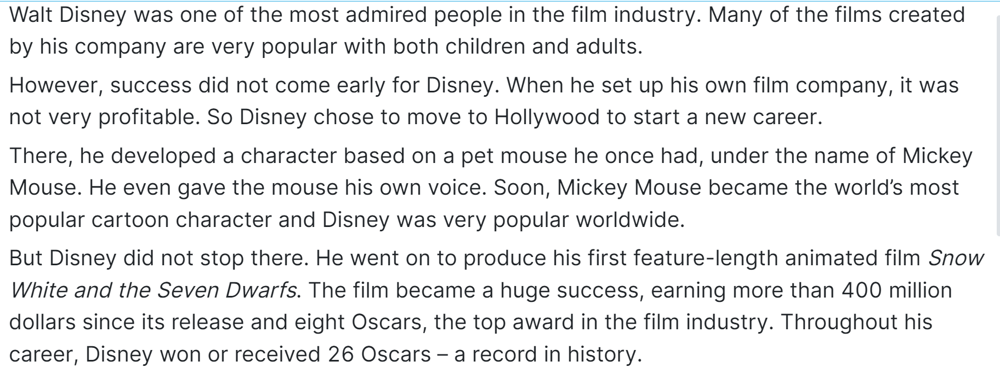 Walt Disney was one of the most admired people in the film industry. Many of the films created
by his company are very popular with both children and adults.
However, success did not come early for Disney. When he set up his own film company, it was
not very profitable. So Disney chose to move to Hollywood to start a new career.
There, he developed a character based on a pet mouse he once had, under the name of Mickey
Mouse. He even gave the mouse his own voice. Soon, Mickey Mouse became the world’s most
popular cartoon character and Disney was very popular worldwide.
But Disney did not stop there. He went on to produce his first feature-length animated film Snow
White and the Seven Dwarfs. The film became a huge success, earning more than 400 million
dollars since its release and eight Oscars, the top award in the film industry. Throughout his
career, Disney won or received 26 Oscars – a record in history.